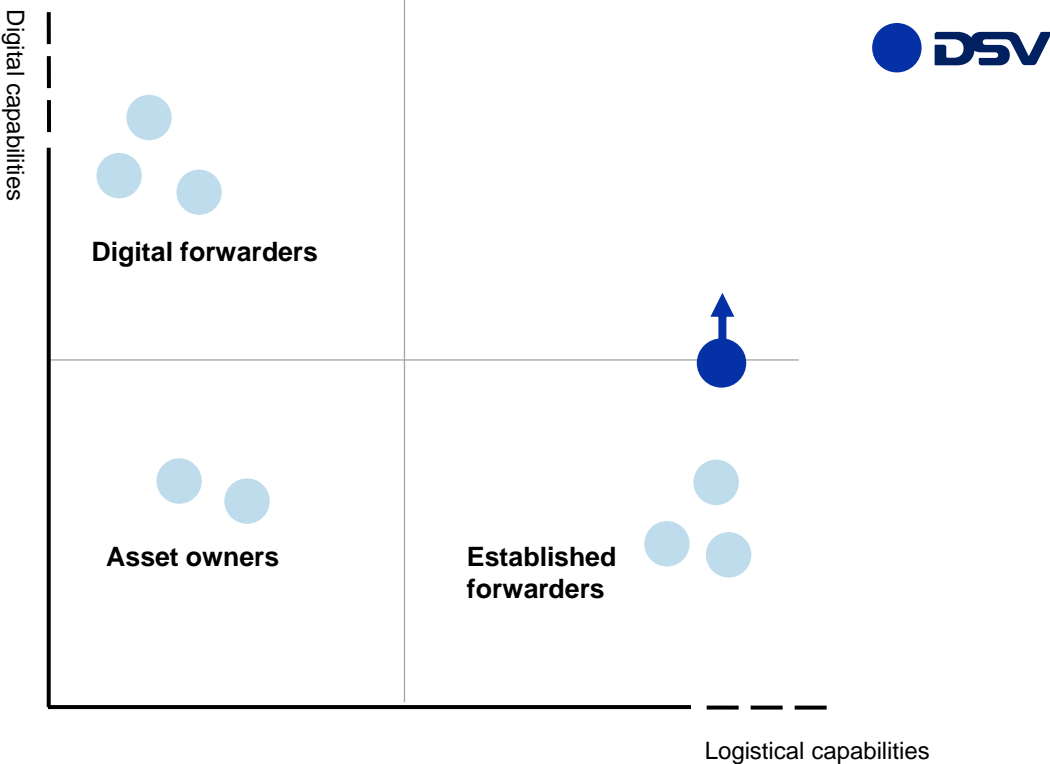 Digital capabilities
DSV
Digital forwarders
Asset owners
Established
forwarders
Logistical capabilities